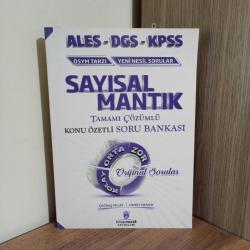 ALES - DGS - KPSS
ÖSYM TARZI YENİ NESİL SORULAR
SAYISAL
MANTIK
TAMAMI ÇÖZÜMLÜ
KONU ÖZETLİ SORU BANKASI
KOLAY ORTA ZOR
Orijinal Sorular